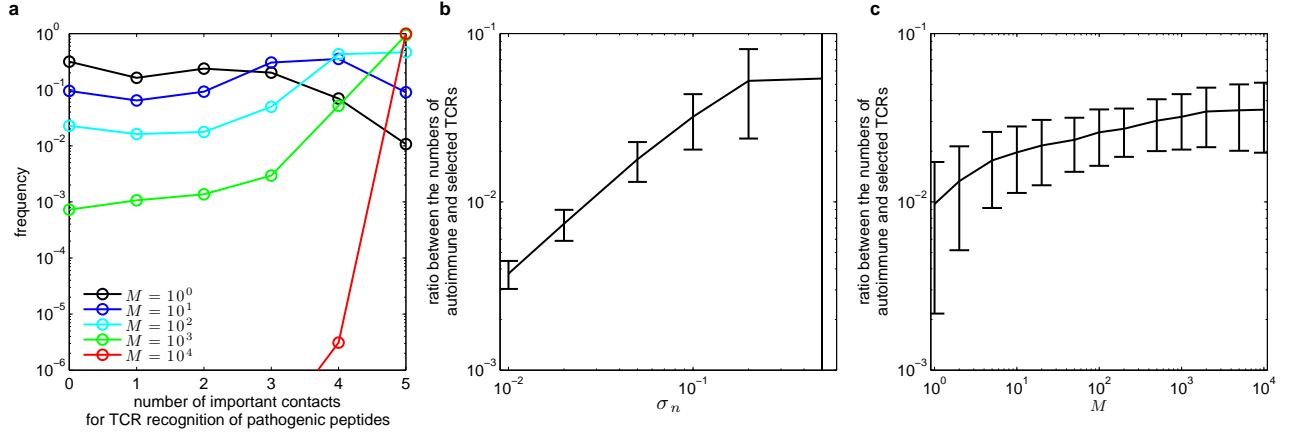 a
10^0
10^-1
10^-2
10^-3
10^-4
10^-5
10^-6
frequency
M = 10^0
M = 10^1
M = 10^2
M = 10^3
M = 10^4
0 1 2 3 4 5
number of important contacts
for TCR recognition of pathogenic peptides
b
10^-1
10^-2
10^-3
ratio between the numbers of
autoimmune and selected TCRs
10^-2 10^-1
σ_n
c
10^-1
10^-2
10^-3
ratio between the numbers of
autoimmune and selected TCRs
10^0 10^1 10^2 10^3 10^4
M